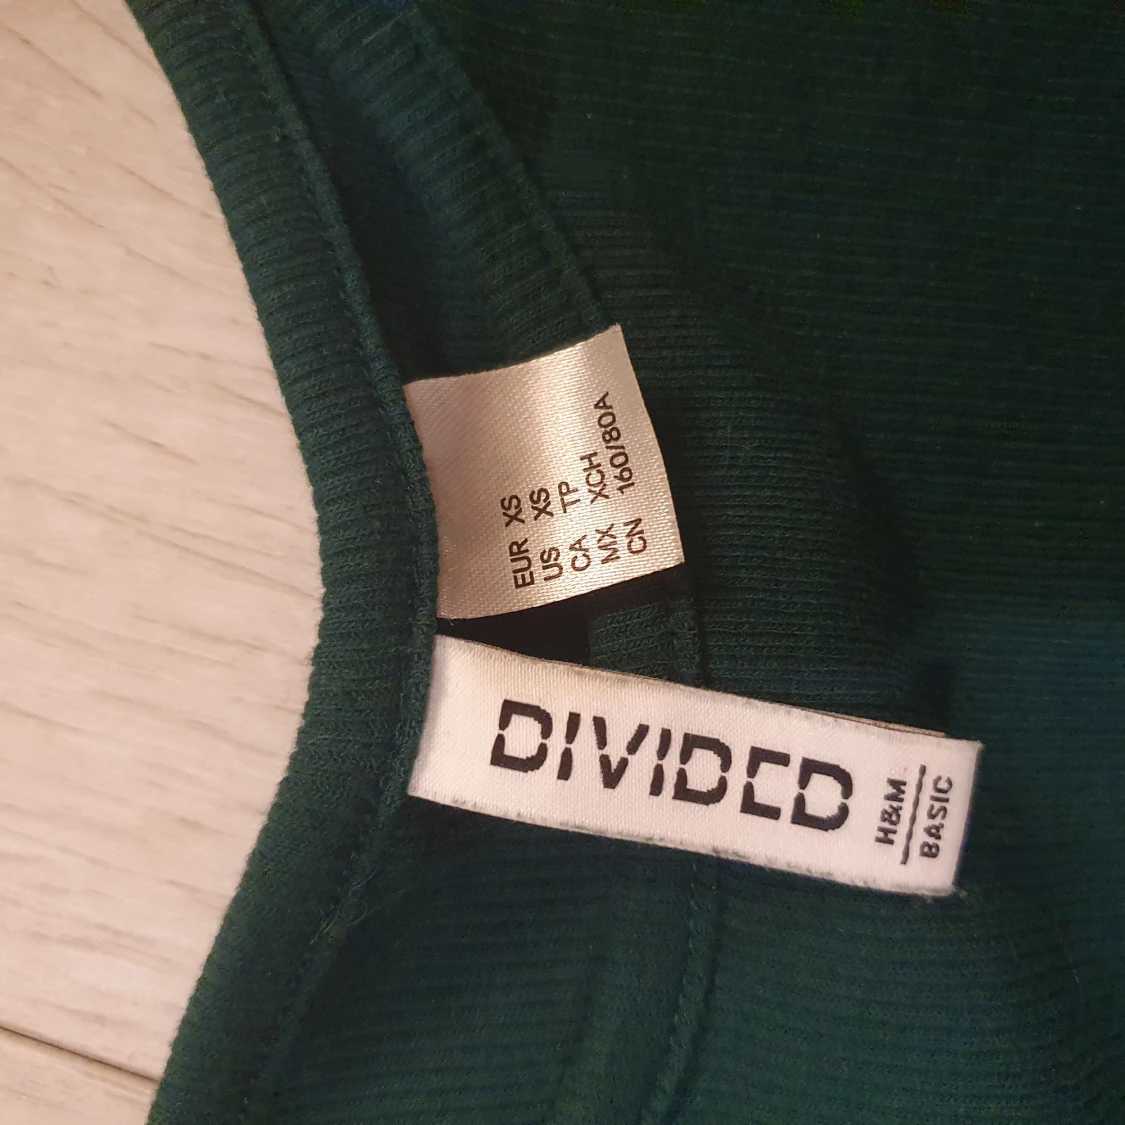 EUR XS
US XS
CA TP
MX XCH
CN 160/80A
DIVIDED
H&M
BASIC